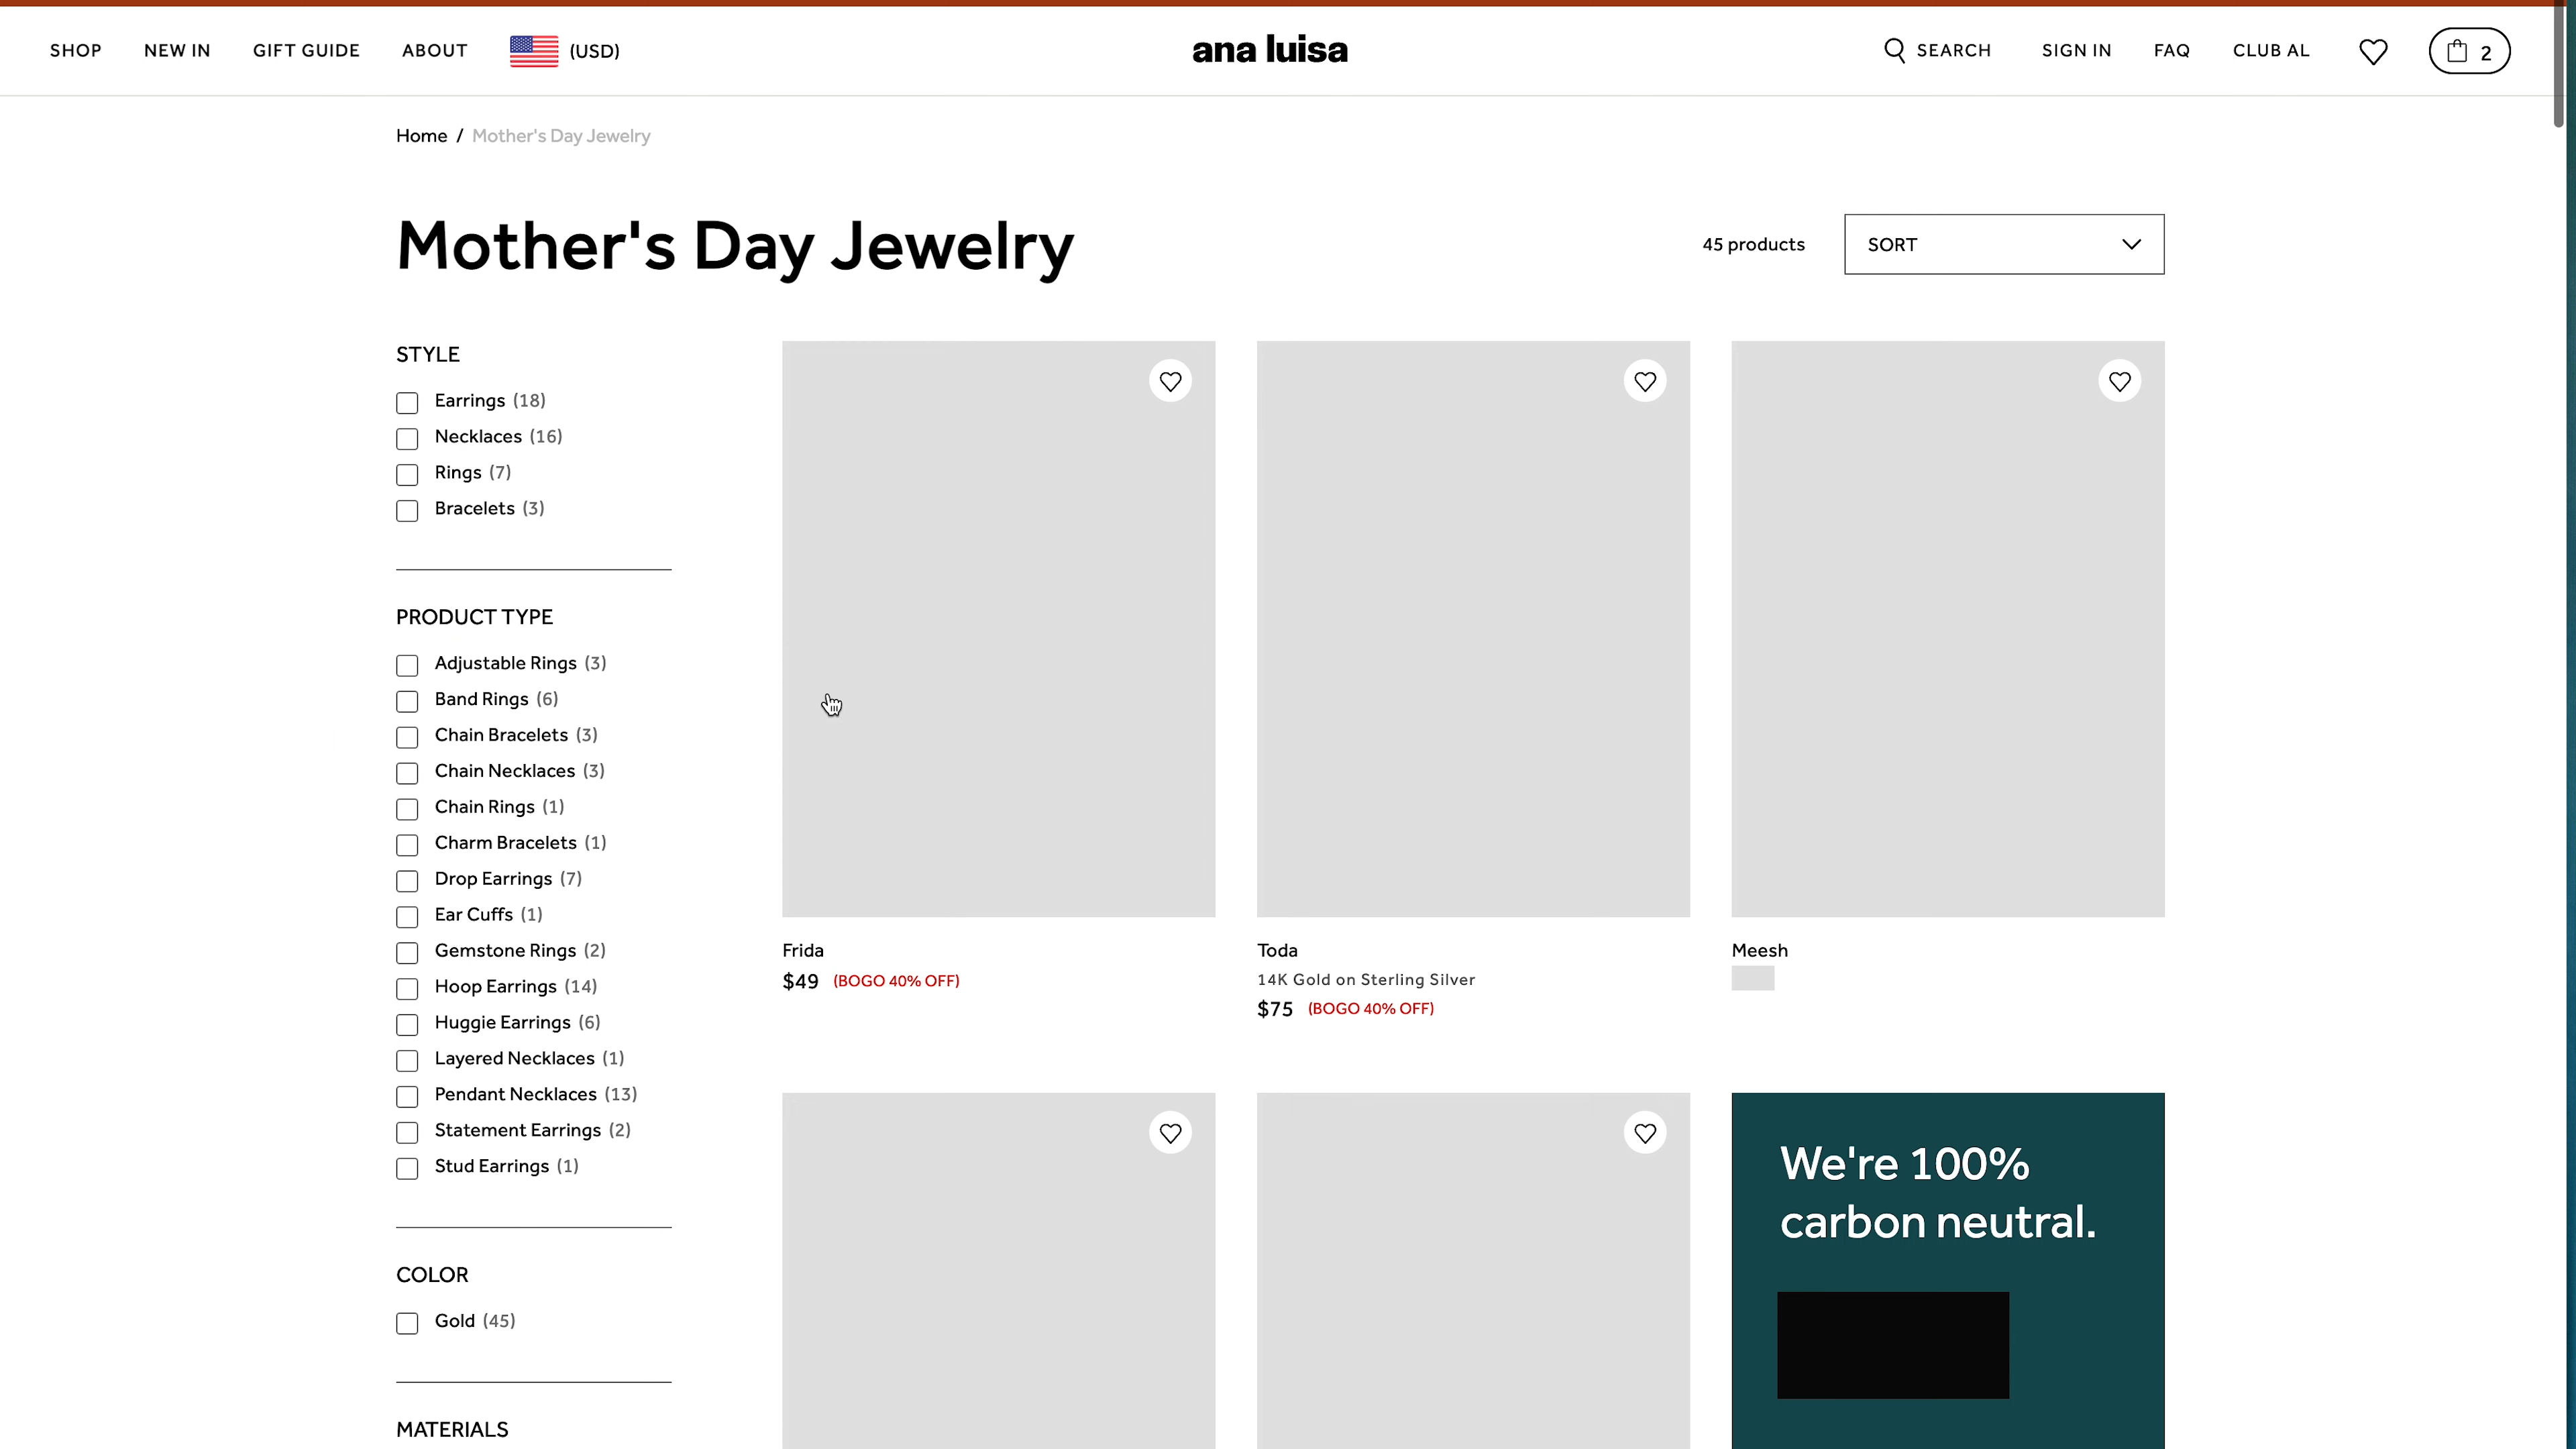 SHOP NEW IN GIFT GUIDE ABOUT (USD) ana luisa SEARCH SIGN IN FAQ CLUB AL 2
Home / Mother's Day Jewelry
Mother's Day Jewelry
45 products
SORT
STYLE
Earrings (18)
Necklaces (16)
Rings (7)
Bracelets (3)
PRODUCT TYPE
Adjustable Rings (3)
Band Rings (6)
Chain Bracelets (3)
Chain Necklaces (3)
Chain Rings (1)
Charm Bracelets (1)
Drop Earrings (7)
Ear Cuffs (1)
Gemstone Rings (2)
Hoop Earrings (14)
Huggie Earrings (6)
Layered Necklaces (1)
Pendant Necklaces (13)
Statement Earrings (2)
Stud Earrings (1)
COLOR
Gold (45)
MATERIALS
Frida
$49 (BOGO 40% OFF)
Toda
14K Gold on Sterling Silver
$75 (BOGO 40% OFF)
Meesh
We're 100%
carbon neutral.